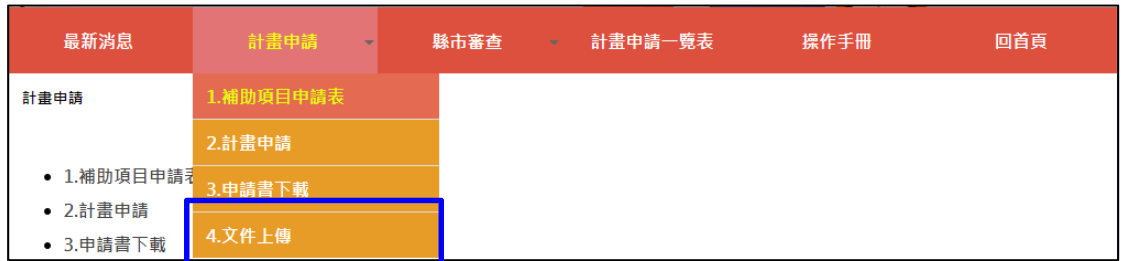 最新消息 計畫申請 縣市審查 計畫申請一覽表 操作手冊 回首頁
計畫申請
1.補助項目申請表
2.計畫申請
3.申請書下載
4.文件上傳
• 1.補助項目申請表
• 2.計畫申請
• 3.申請書下載